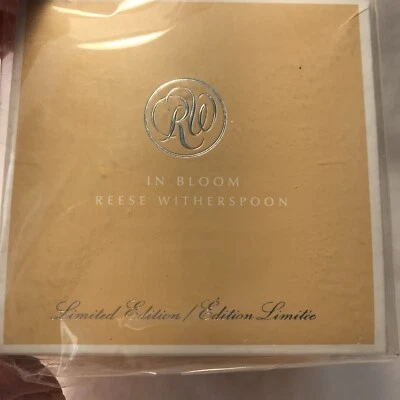 RW
IN BLOOM
REESE WITHERSPOON
Limited Edition / Édition Limitée